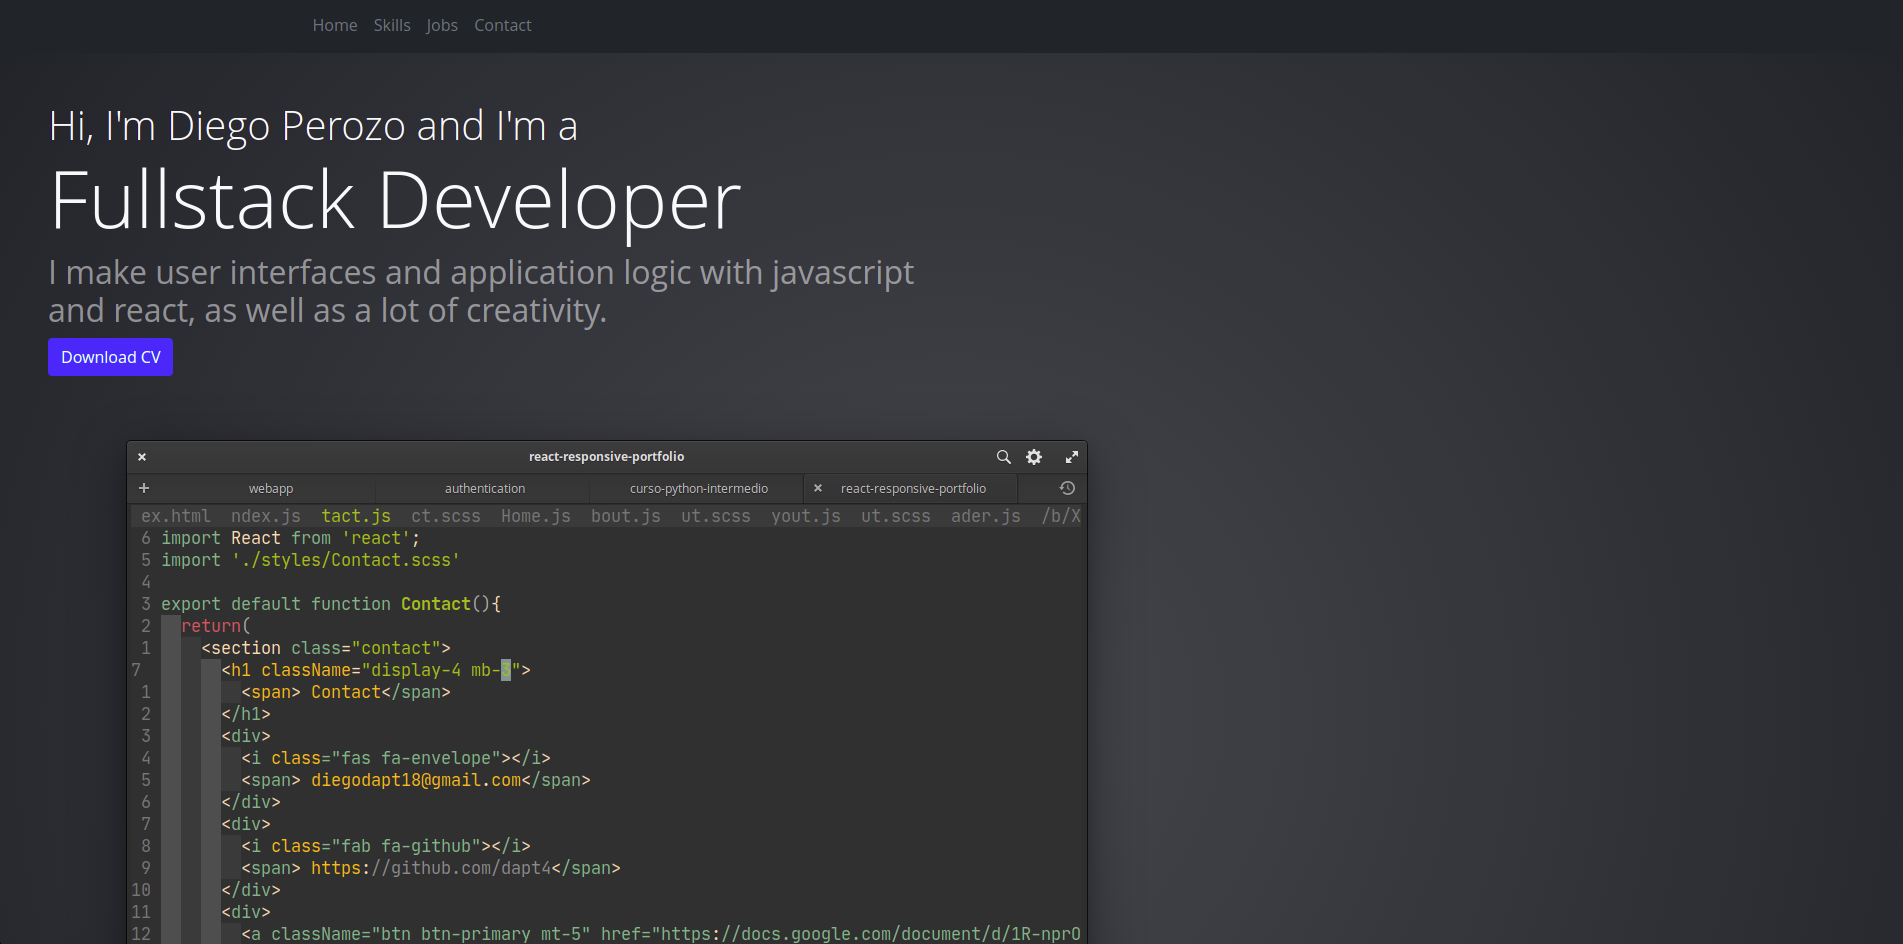 Home Skills Jobs Contact
Hi, I'm Diego Perozo and I'm a
Fullstack Developer
I make user interfaces and application logic with javascript
and react, as well as a lot of creativity.
Download CV
react-responsive-portfolio
webapp authentication curso-python-intermedio react-responsive-portfolio
ex.html ndex.js tact.js ct.scss Home.js bout.js ut.scss yout.js ut.scss ader.js /b/X
6 import React from 'react';
5 import './styles/Contact.scss'
4
3 export default function Contact(){
2 return(
1 <section class="contact">
7 <h1 className="display-4 mb-3">
1 <span> Contact</span>
2 </h1>
3 <div>
4 <i class="fas fa-envelope"></i>
5 <span> diegodapt18@gmail.com</span>
6 </div>
7 <div>
8 <i class="fab fa-github"></i>
9 <span> https://github.com/dapt4</span>
10 </div>
11 <div>
12 <a className="btn btn-primary mt-5" href="https://docs.google.com/document/d/1R-nprO